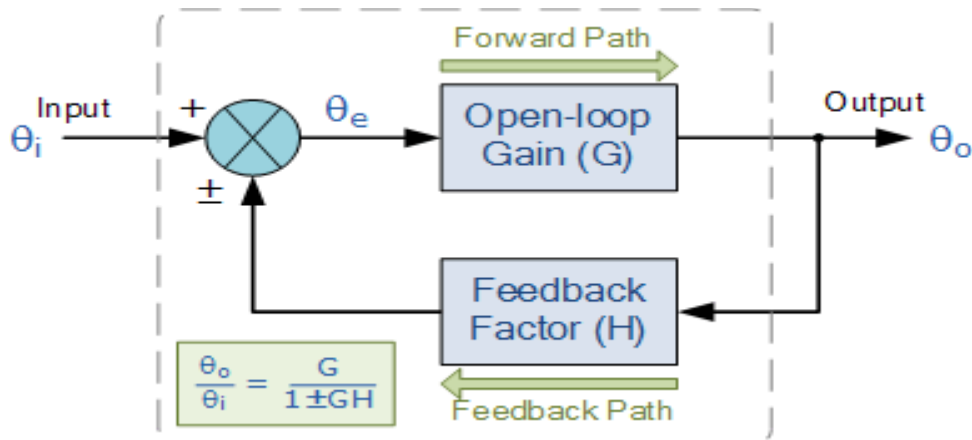 Forward Path
Input
θi
+
±
θe
Open-loop
Gain (G)
Output
θo
Feedback
Factor (H)
θo/θi = G/1±GH
Feedback Path